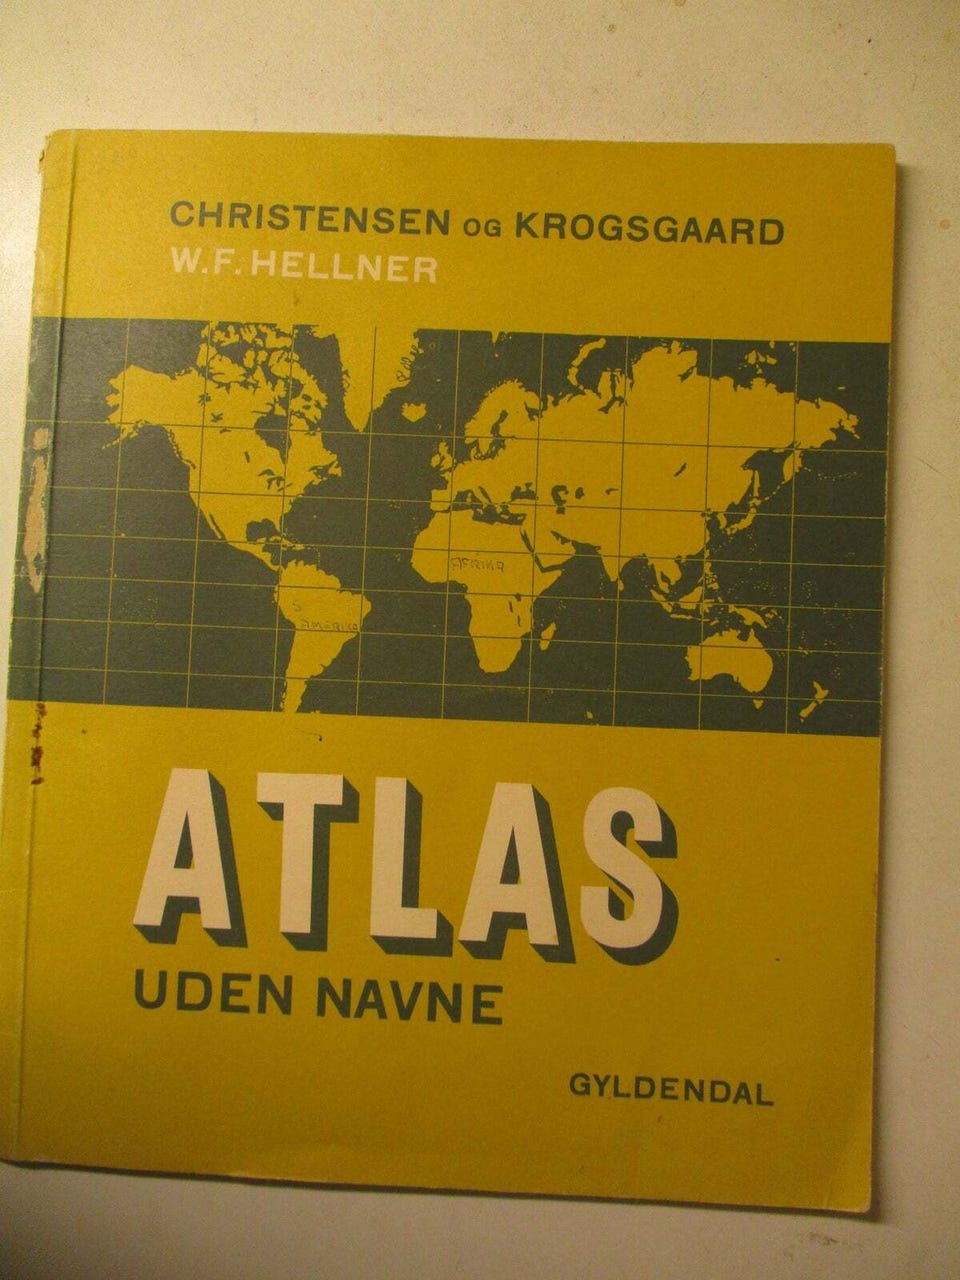 CHRISTENSEN OG KROGSGAARD
W.F. HELLNER
AFRIKA
S
AMERIKA
ATLAS
UDEN NAVNE
GYLDENDAL